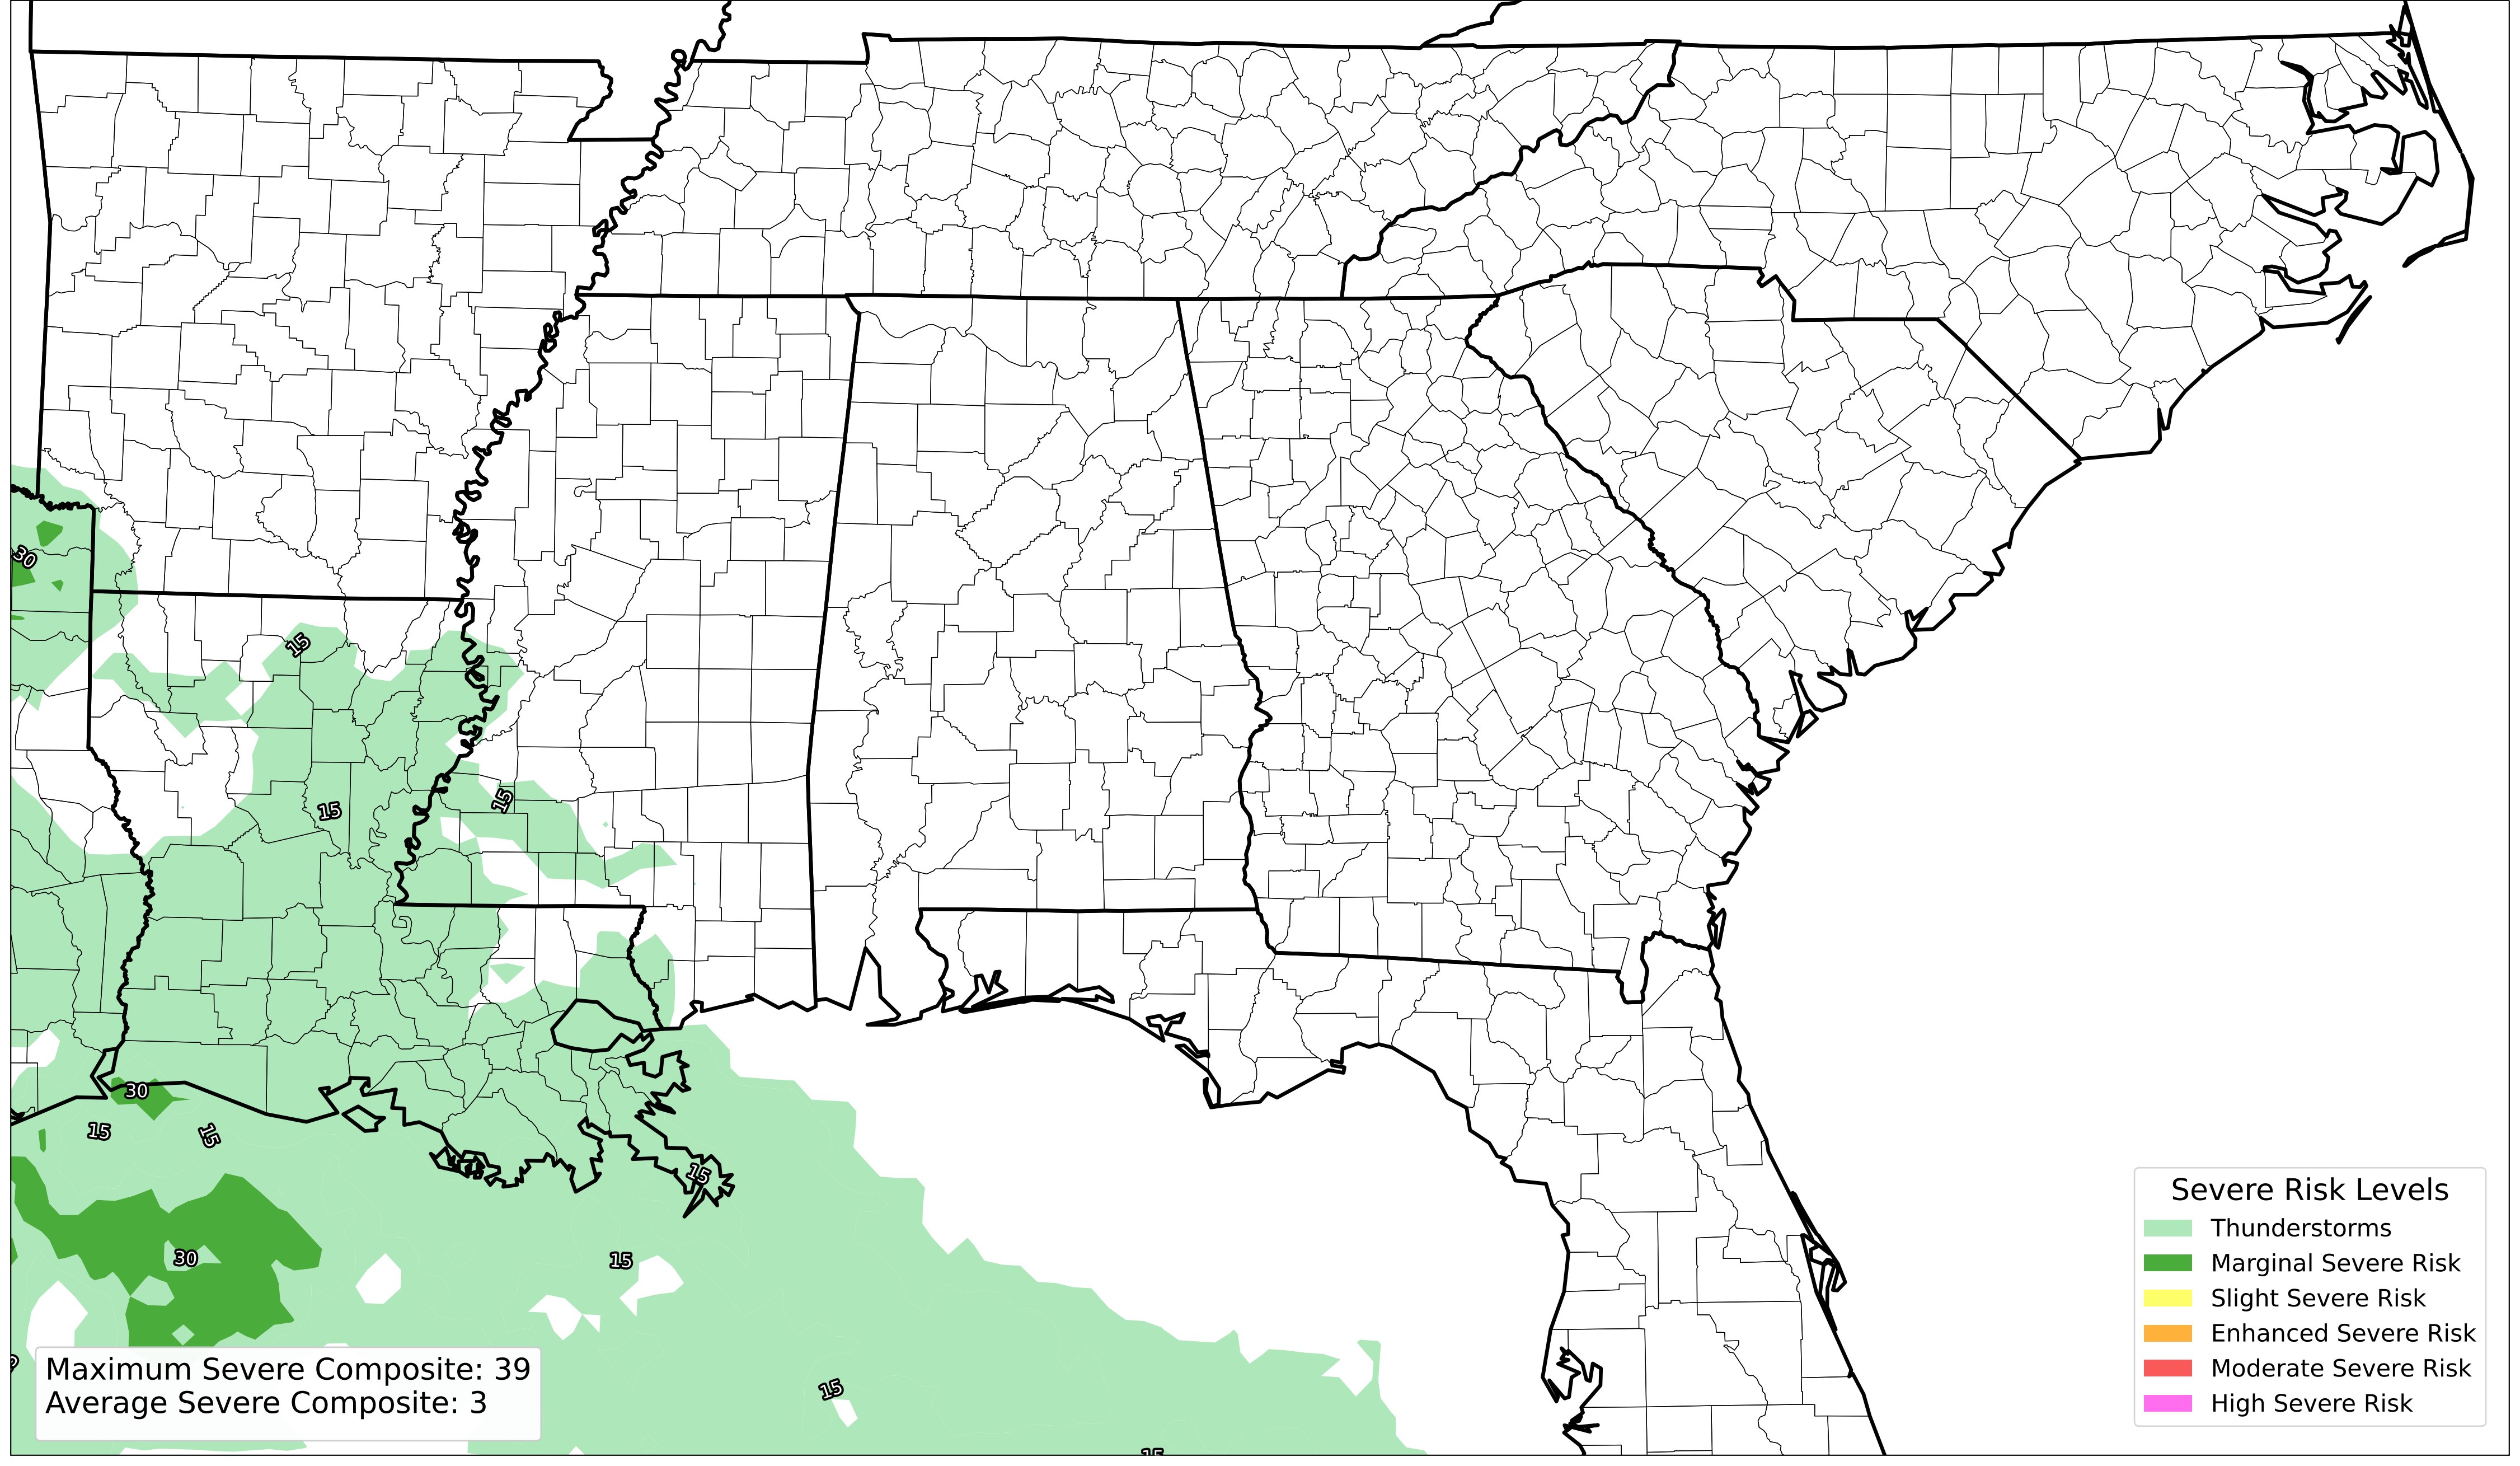 30
15
15
15
30
15
15
15
30
15
15
15
Severe Risk Levels
Thunderstorms
Marginal Severe Risk
Slight Severe Risk
Enhanced Severe Risk
Moderate Severe Risk
High Severe Risk
Maximum Severe Composite: 39
Average Severe Composite: 3